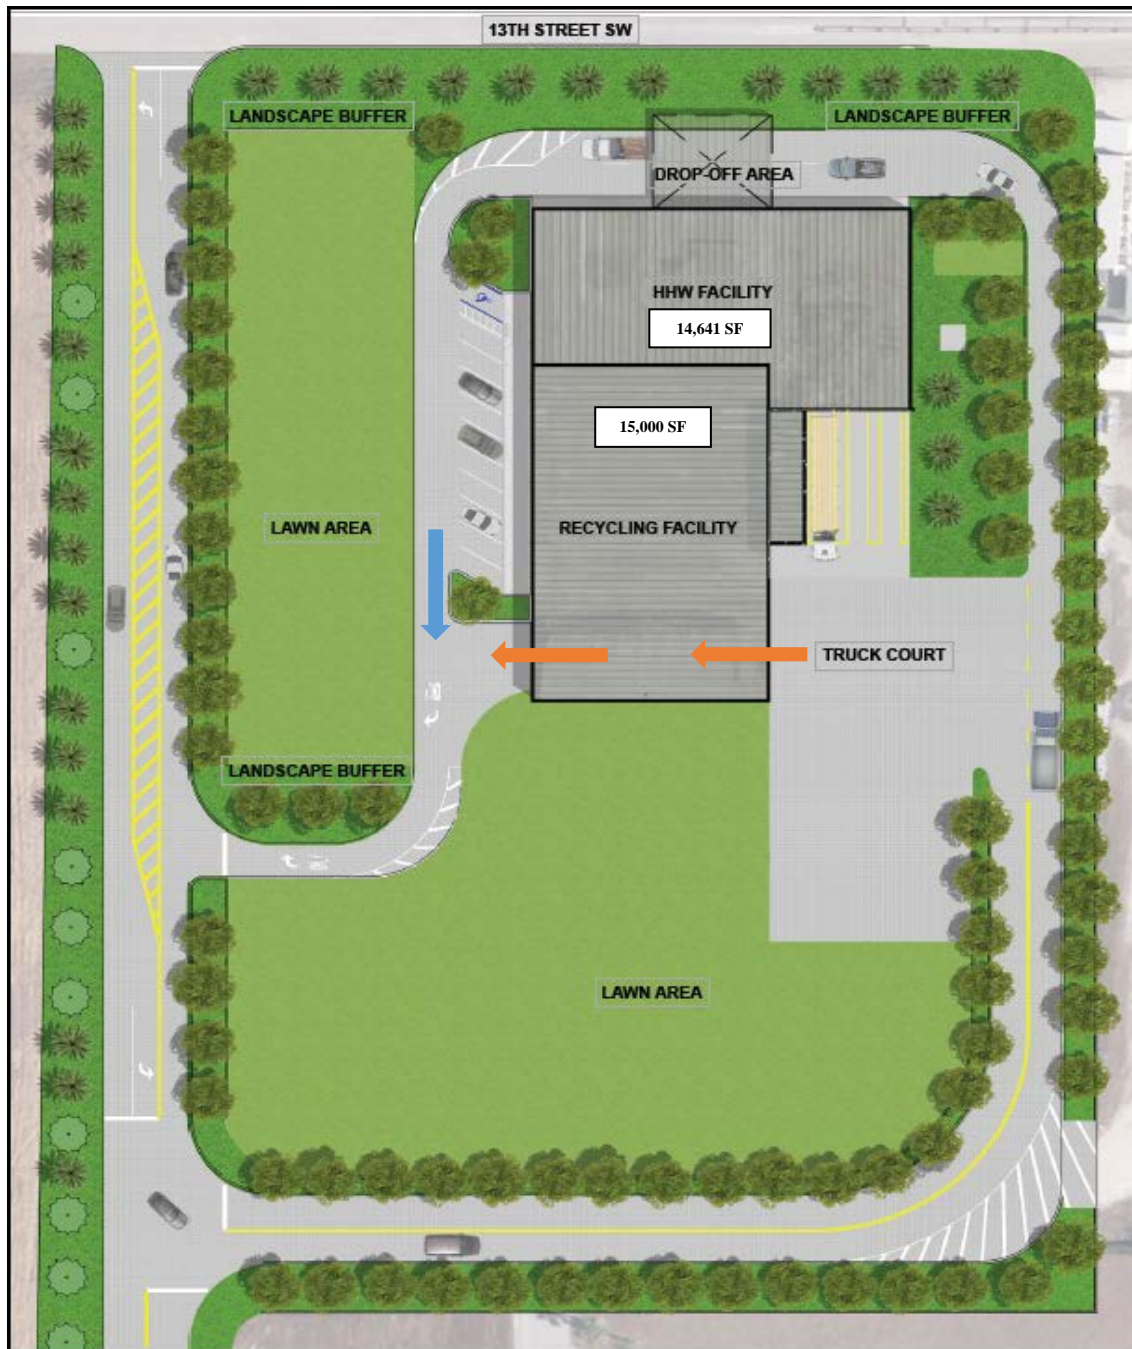 13TH STREET SW
LANDSCAPE BUFFER
LANDSCAPE BUFFER
DROP-OFF AREA
HHW FACILITY
14,641 SF
15,000 SF
LAWN AREA
RECYCLING FACILITY
TRUCK COURT
LANDSCAPE BUFFER
LAWN AREA